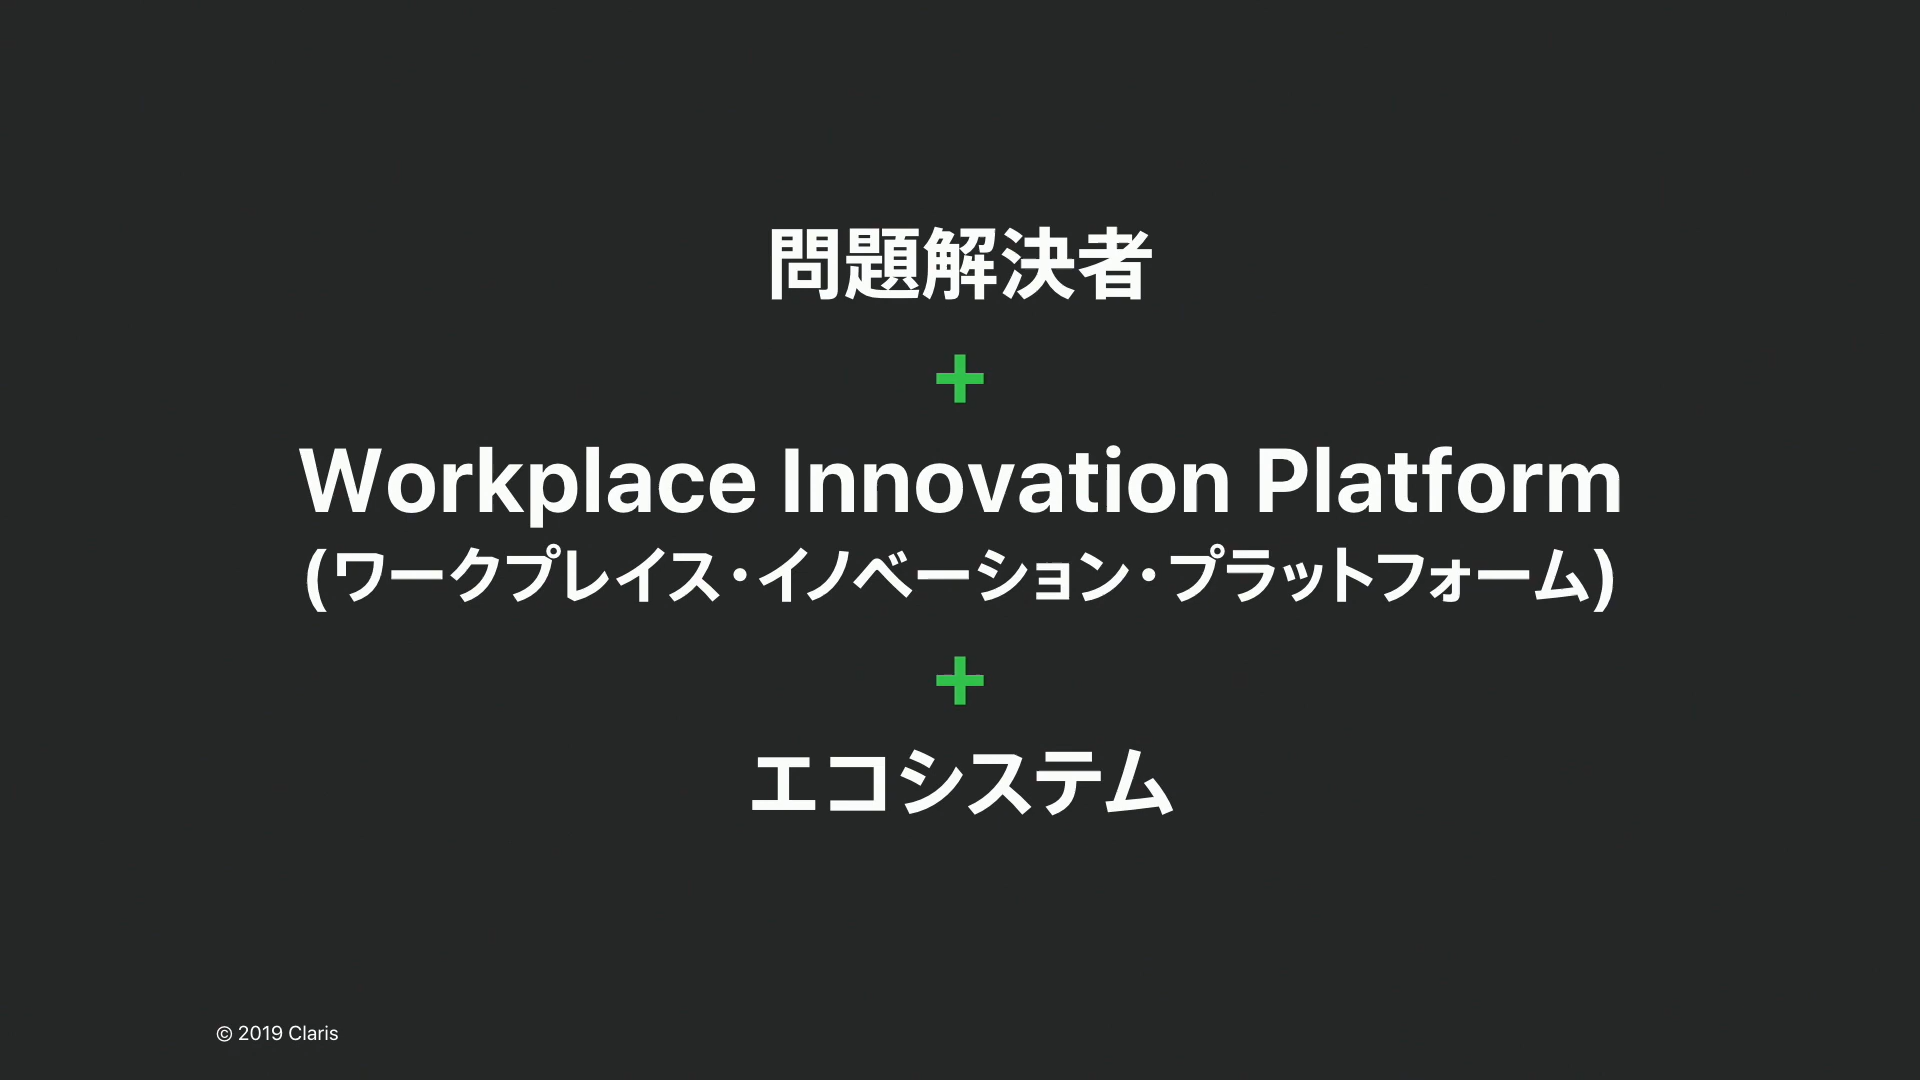 問題解決者
+
Workplace Innovation Platform
(ワークプレイス・イノベーション・プラットフォーム)
+
エコシステム
© 2019 Claris